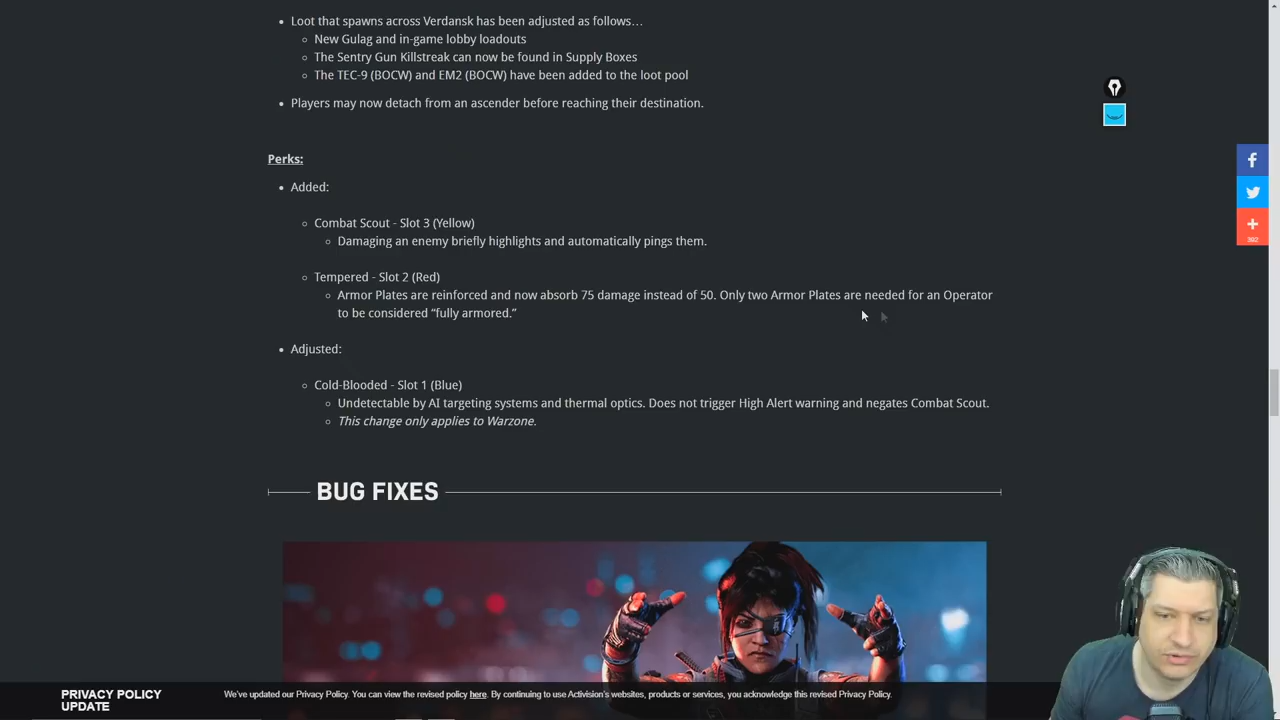 Loot that spawns across Verdansk has been adjusted as follows…
New Gulag and in-game lobby loadouts
The Sentry Gun Killstreak can now be found in Supply Boxes
The TEC-9 (BOCW) and EM2 (BOCW) have been added to the loot pool
Players may now detach from an ascender before reaching their destination.
Perks:
Added:
Combat Scout - Slot 3 (Yellow)
Damaging an enemy briefly highlights and automatically pings them.
Tempered - Slot 2 (Red)
Armor Plates are reinforced and now absorb 75 damage instead of 50. Only two Armor Plates are needed for an Operator
to be considered “fully armored.”
Adjusted:
Cold-Blooded - Slot 1 (Blue)
Undetectable by AI targeting systems and thermal optics. Does not trigger High Alert warning and negates Combat Scout.
This change only applies to Warzone.
BUG FIXES
392
PRIVACY POLICY
UPDATE
We've updated our Privacy Policy. You can view the revised policy here. By continuing to use Activision's websites, products or services, you acknowledge this revised Privacy Policy.